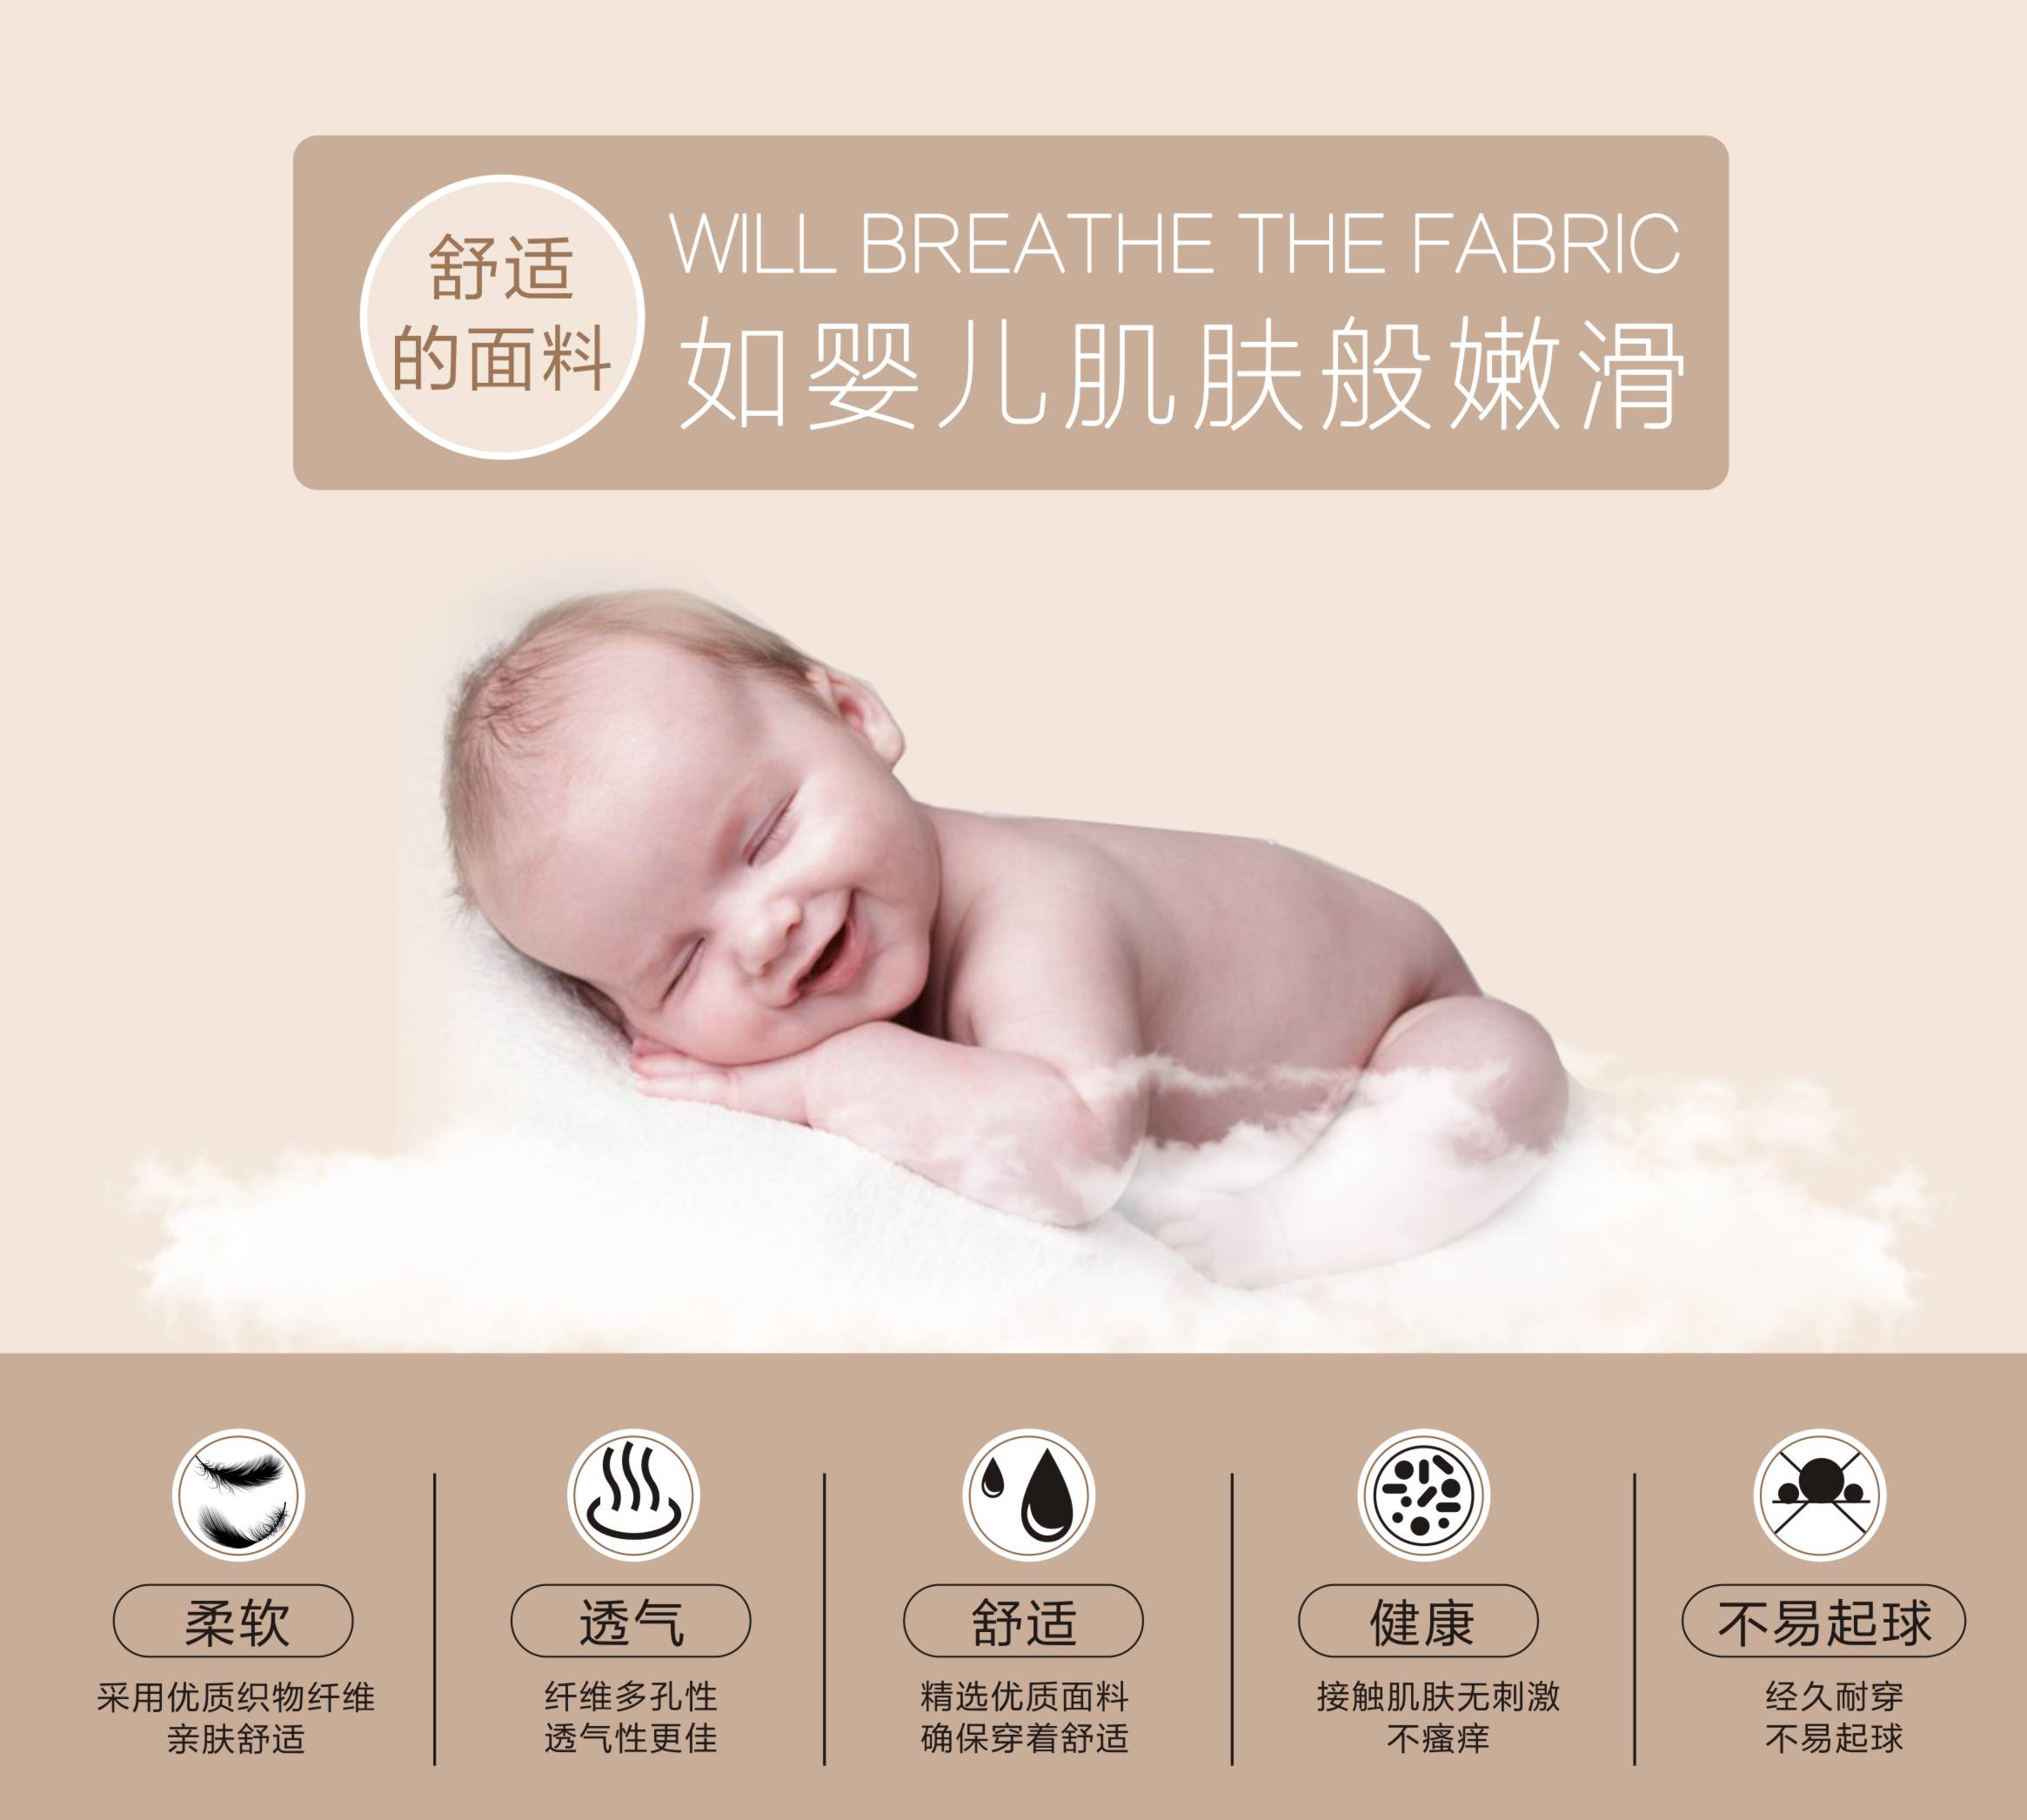 舒适
的面料
WILL BREATHE THE FABRIC
如婴儿肌肤般嫩滑
柔软
采用优质织物纤维
亲肤舒适
透气
纤维多孔性
透气性更佳
舒适
精选优质面料
确保穿着舒适
健康
接触肌肤无刺激
不瘙痒
不易起球
经久耐穿
不易起球